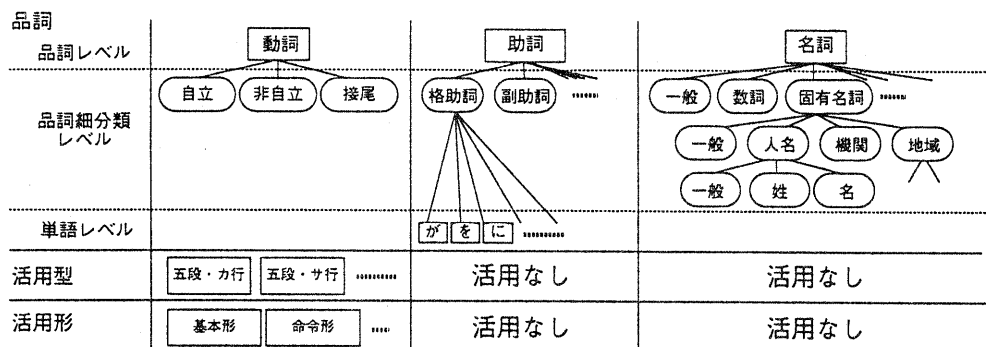 品詞
品詞レベル 動詞 助詞 名詞
自立 非自立 接尾 格助詞 副助詞 一般 数詞 固有名詞
品詞細分類
レベル
一般 人名 機関 地域
一般 姓 名
単語レベル が を に
活用型 五段・カ行 五段・サ行 活用なし 活用なし
活用形 基本形 命令形 活用なし 活用なし